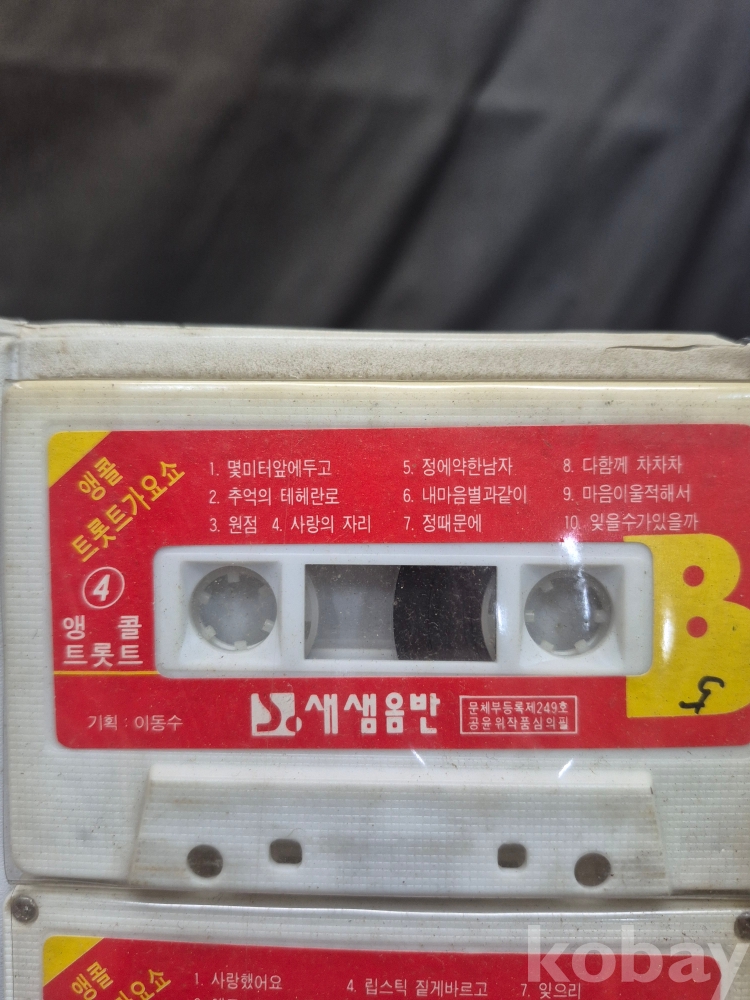 앵콜
트롯트가요쇼
④
앵 콜
트롯트
1. 몇미터앞에두고
2. 추억의 테헤란로
3. 원점 4. 사랑의 자리
5. 정에약한남자
6. 내마음별과같이
7. 정때문에
8. 다함께 차차차
9. 마음이울적해서
10. 잊을수가있을까
B
기획 : 이동수
새샘음반
문체부등록제249호
공윤위작품심의필
앵콜
트롯트가요쇼
1. 사랑했어요
4. 립스틱 짙게바르고
7. 잊으리
kobay